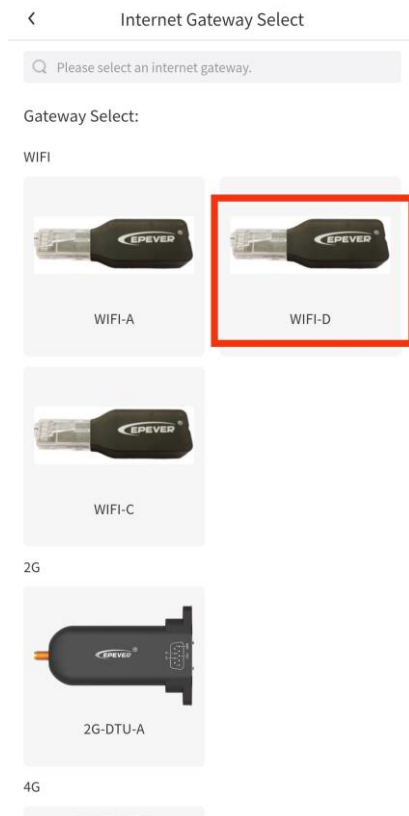 Internet Gateway Select
Please select an internet gateway.
Gateway Select:
WIFI
EPEVER®
EPEVER®
WIFI-A
WIFI-D
EPEVER®
WIFI-C
2G
EPEVER®
2G-DTU-A
4G